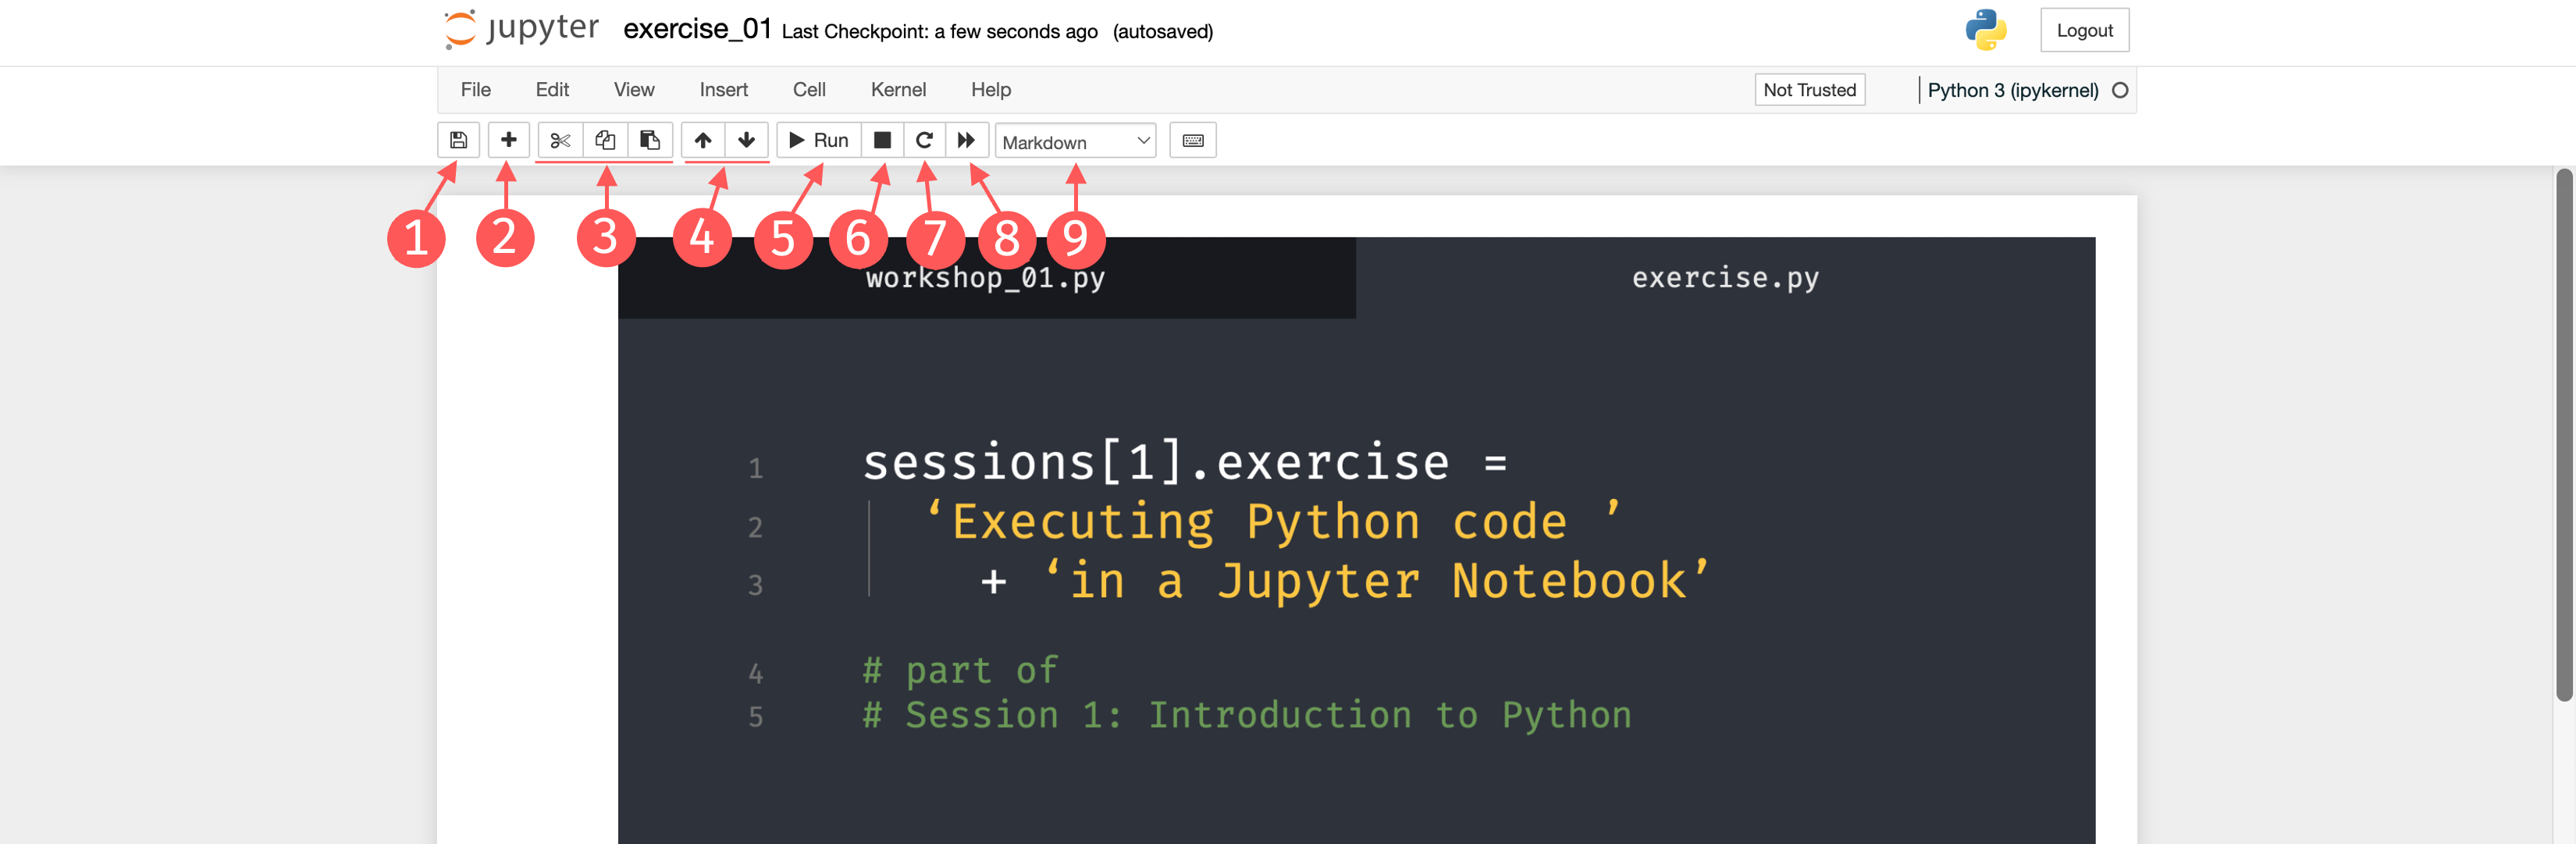 jupyter exercise_01 Last Checkpoint: a few seconds ago (autosaved) Logout
File Edit View Insert Cell Kernel Help Not Trusted Python 3 (ipykernel)
Run Markdown
1 2 3 4 5 6 7 8 9
workshop_01.py exercise.py
1 sessions[1].exercise =
2 ‘Executing Python code ’
3 + ‘in a Jupyter Notebook’
4 # part of
5 # Session 1: Introduction to Python